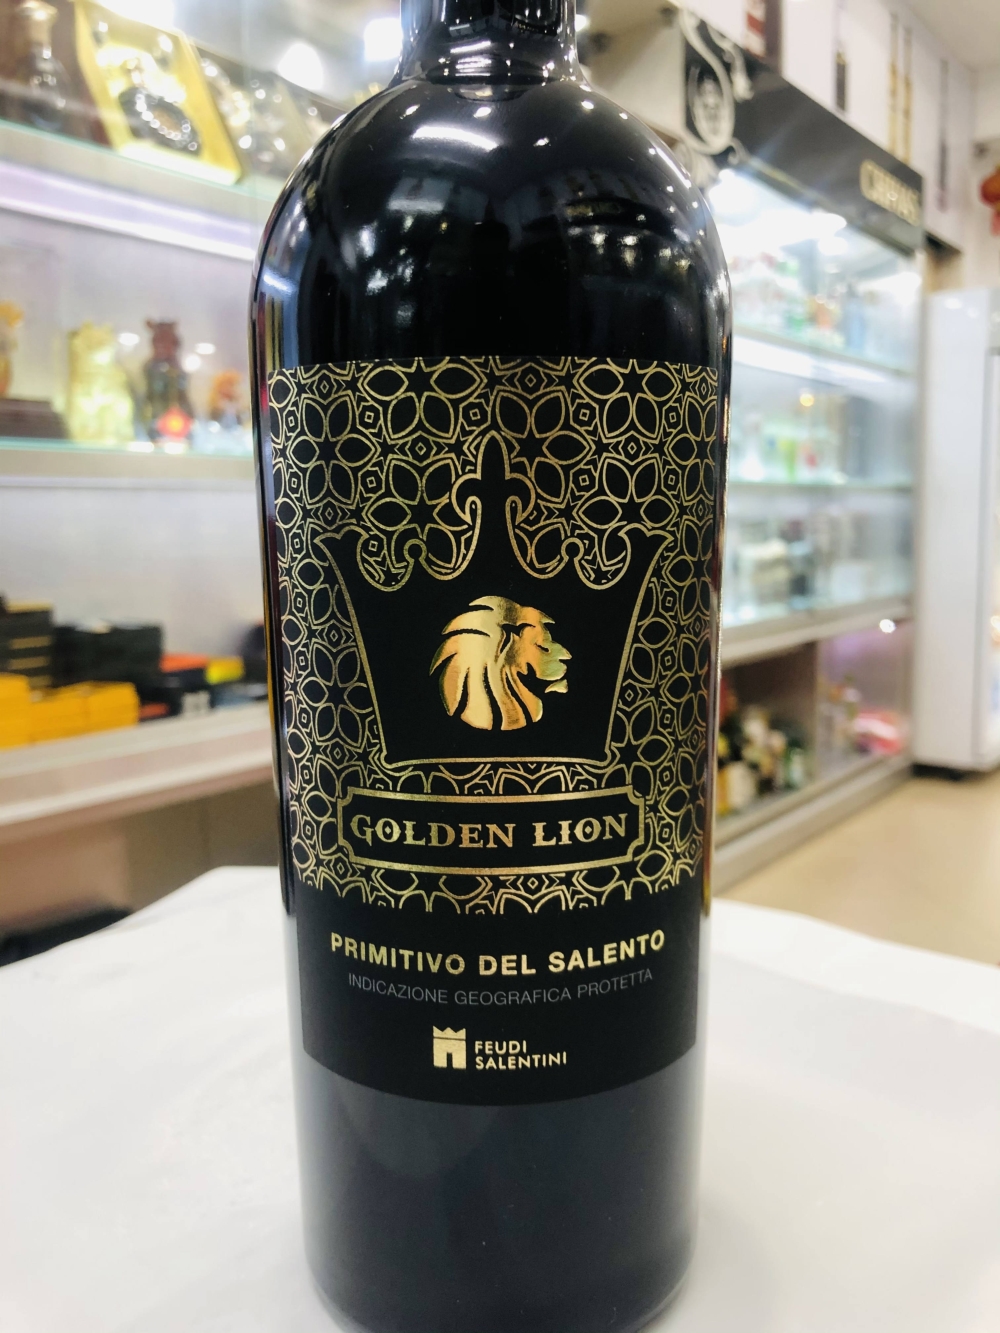 GOLDEN LION
PRIMITIVO DEL SALENTO
INDICAZIONE GEOGRAFICA PROTETTA
FEUDI
SALENTINI